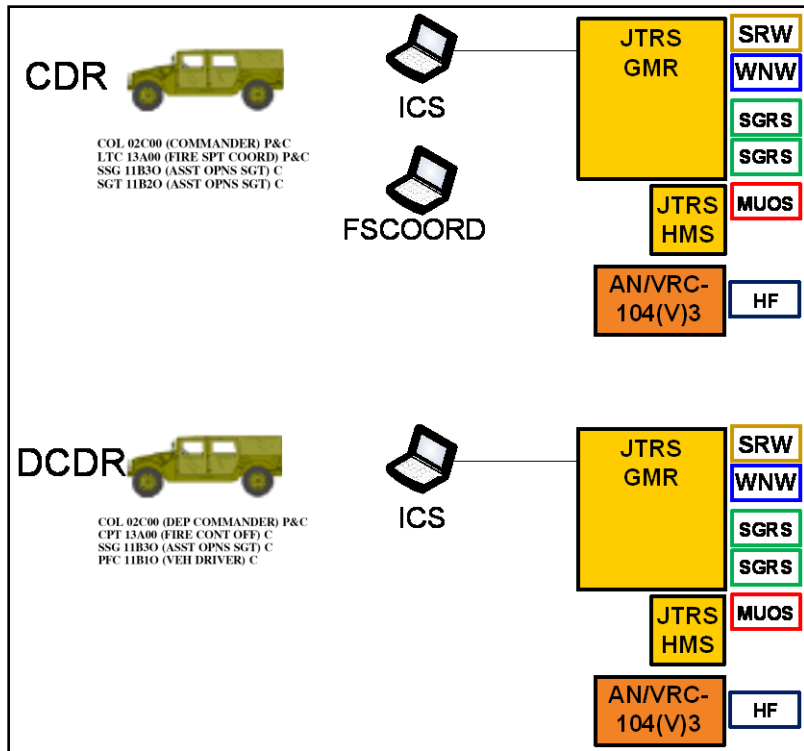 CDR
COL 02C00 (COMMANDER) P&C
LTC 13A00 (FIRE SPT COORD) P&C
SSG 11B3O (ASST OPNS SGT) C
SGT 11B2O (ASST OPNS SGT) C
ICS
FSCOORD
JTRS
GMR
SRW
WNW
SGRS
SGRS
JTRS
HMS
MUOS
AN/VRC-
104(V)3
HF
DCDR
COL 02C00 (DEP COMMANDER) P&C
CPT 13A00 (FIRE CONT OFF) C
SSG 11B3O (ASST OPNS SGT) C
PFC 11B1O (VEH DRIVER) C
ICS
JTRS
GMR
SRW
WNW
SGRS
SGRS
JTRS
HMS
MUOS
AN/VRC-
104(V)3
HF